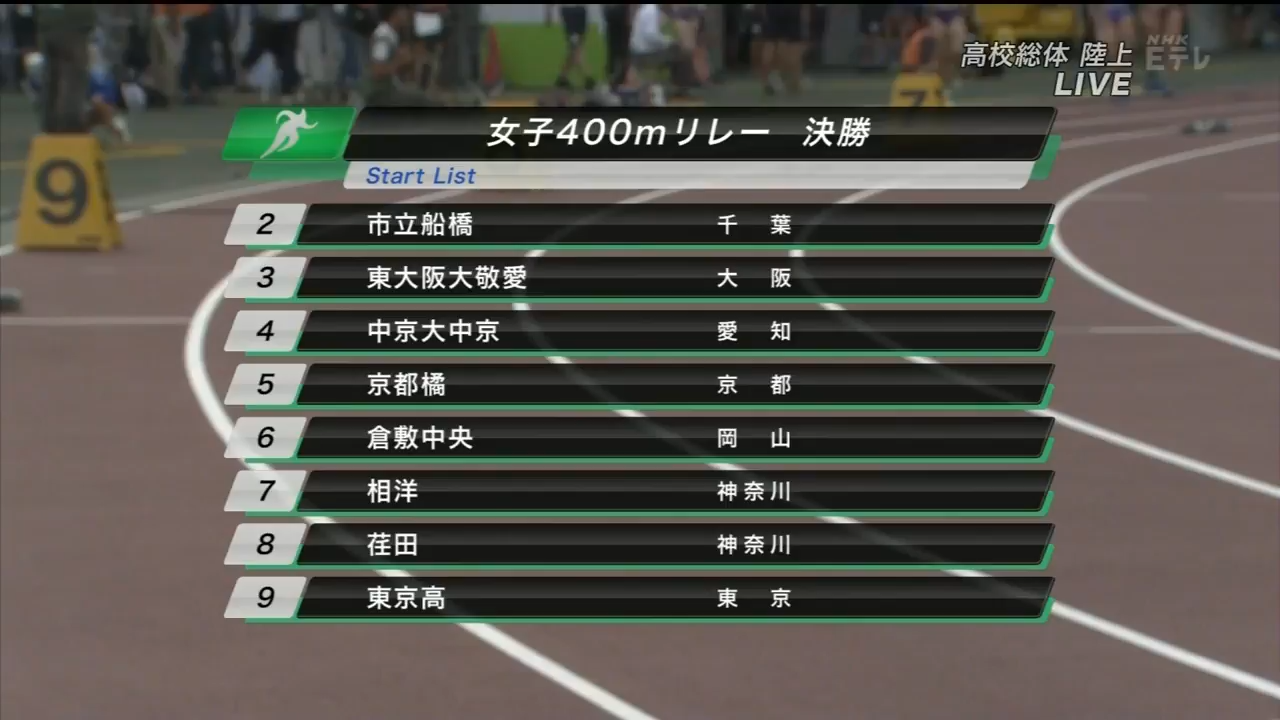 高校総体 陸上 NHK Eテレ
LIVE
女子400mリレー 決勝
Start List
2 市立船橋 千葉
3 東大阪大敬愛 大阪
4 中京大中京 愛知
5 京都橘 京都
6 倉敷中央 岡山
7 相洋 神奈川
8 荏田 神奈川
9 東京高 東京
9
7